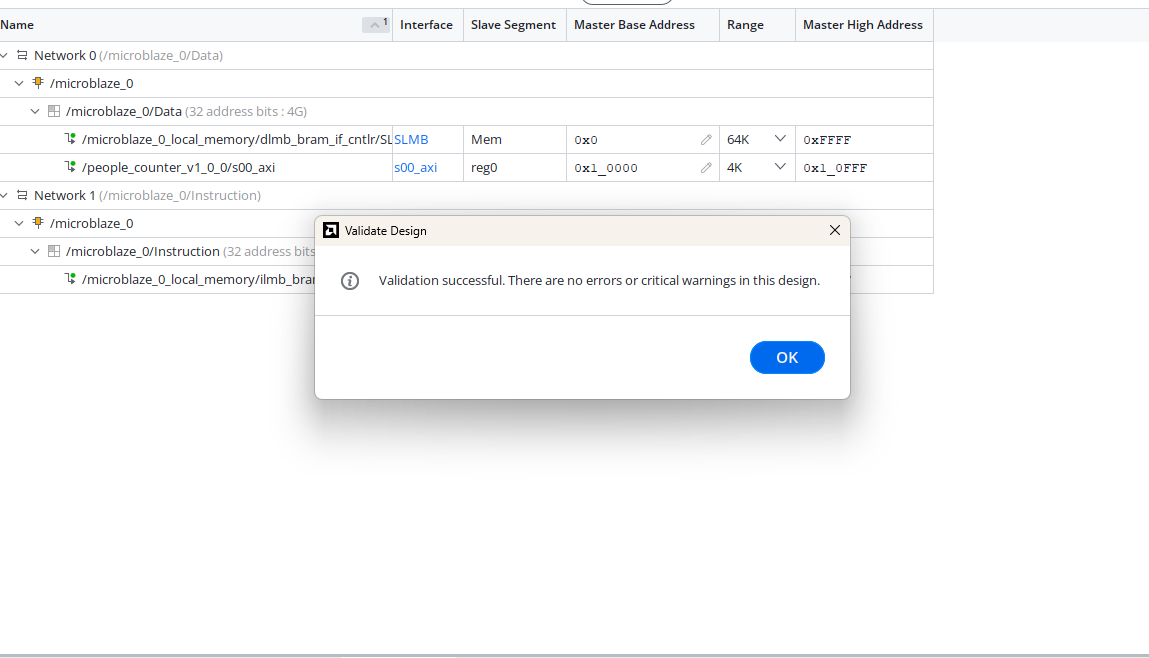 Name 1 Interface Slave Segment Master Base Address Range Master High Address
Network 0 (/microblaze_0/Data)
/microblaze_0
/microblaze_0/Data (32 address bits : 4G)
/microblaze_0_local_memory/dlmb_bram_if_cntlr/SL SLMB Mem 0x0 64K 0xFFFF
/people_counter_v1_0_0/s00_axi s00_axi reg0 0x1_0000 4K 0x1_0FFF
Network 1 (/microblaze_0/Instruction)
/microblaze_0
/microblaze_0/Instruction (32 address bits
/microblaze_0_local_memory/ilmb_bra
Validate Design
Validation successful. There are no errors or critical warnings in this design.
OK